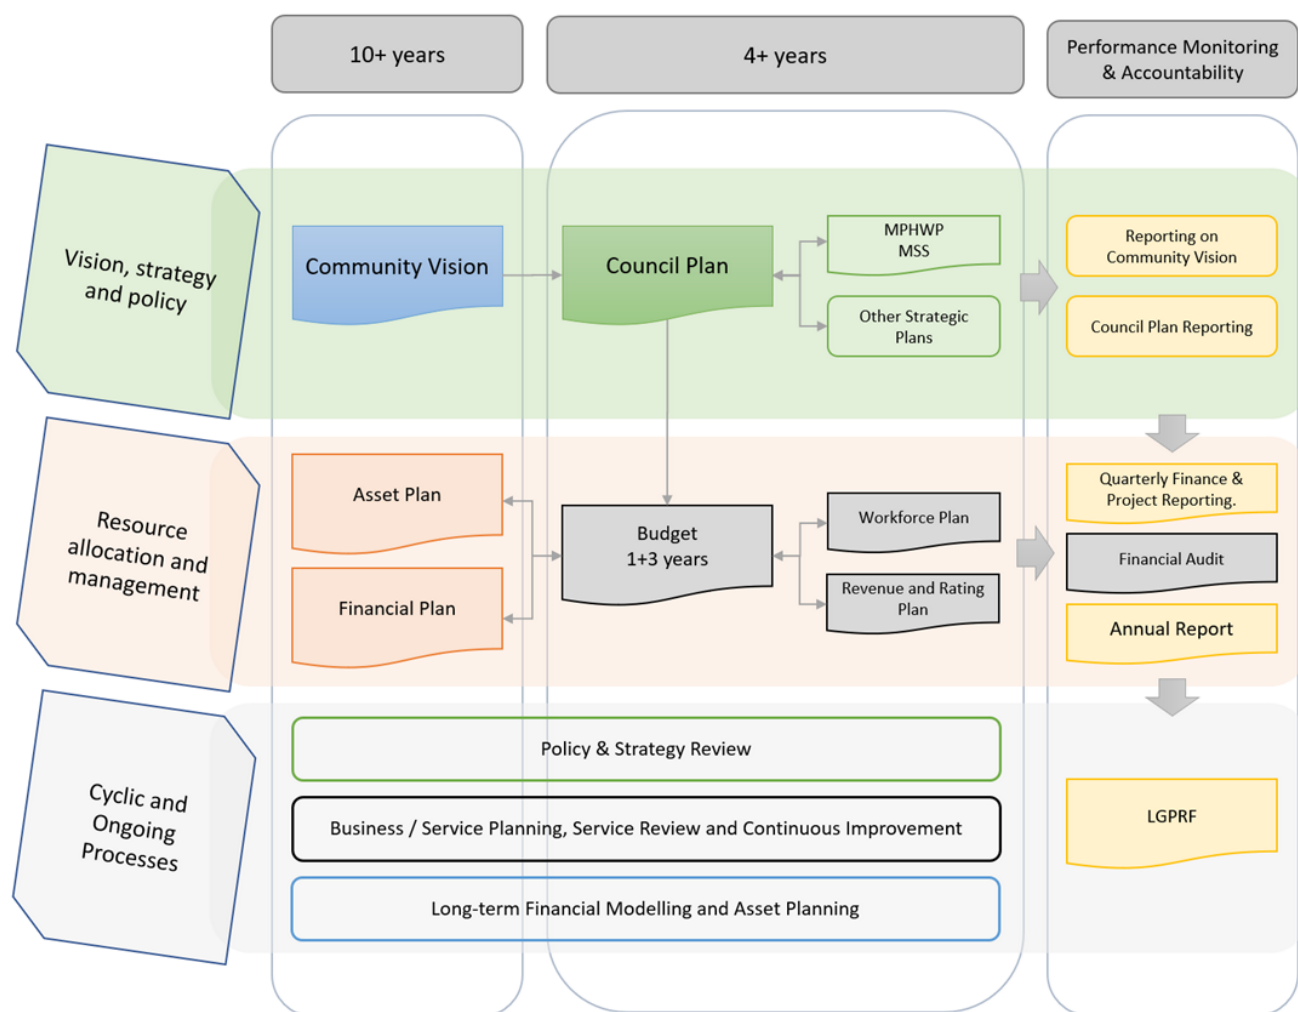 10+ years
4+ years
Performance Monitoring
& Accountability
Vision, strategy
and policy
Community Vision
Council Plan
MPHWP
MSS
Other Strategic
Plans
Reporting on
Community Vision
Council Plan Reporting
Resource
allocation and
management
Asset Plan
Financial Plan
Budget
1+3 years
Workforce Plan
Revenue and Rating
Plan
Quarterly Finance &
Project Reporting.
Financial Audit
Annual Report
Cyclic and
Ongoing
Processes
Policy & Strategy Review
Business / Service Planning, Service Review and Continuous Improvement
Long-term Financial Modelling and Asset Planning
LGPRF